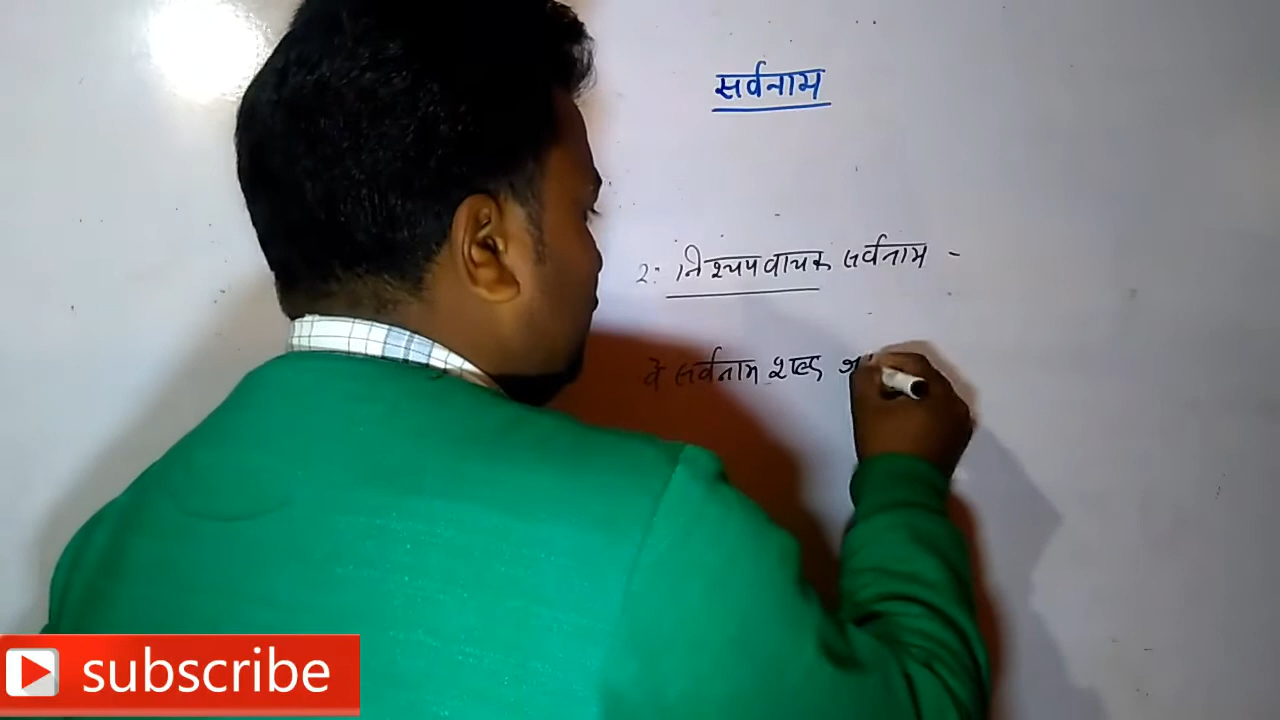 सर्वनाम
2: निश्चयवाचक सर्वनाम -
वे सर्वनाम शब्द
subscribe